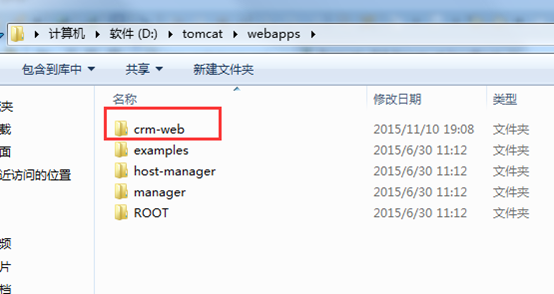 计算机 ▸ 软件 (D:) ▸ tomcat ▸ webapps ▸
包含到库中 ▾ 共享 ▾ 新建文件夹
名称 修改日期 类型
crm-web 2015/11/10 19:08 文件夹
examples 2015/6/30 11:12 文件夹
host-manager 2015/6/30 11:12 文件夹
manager 2015/6/30 11:12 文件夹
ROOT 2015/6/30 11:12 文件夹
夹
载
面
近访问的位置
频
片
档